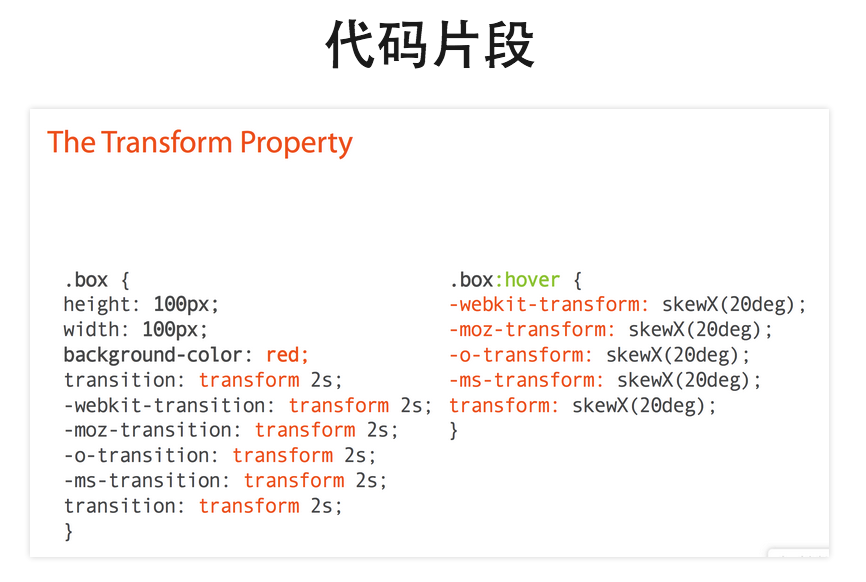 代码片段
The Transform Property
.box {
height: 100px;
width: 100px;
background-color: red;
transition: transform 2s;
-webkit-transition: transform 2s;
-moz-transition: transform 2s;
-o-transition: transform 2s;
-ms-transition: transform 2s;
transition: transform 2s;
}
.box:hover {
-webkit-transform: skewX(20deg);
-moz-transform: skewX(20deg);
-o-transform: skewX(20deg);
-ms-transform: skewX(20deg);
transform: skewX(20deg);
}